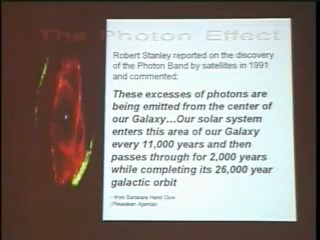 The Photon Effect
Robert Stanley reported on the discovery
of the Photon Band by satellites in 1991
and commented:
These excesses of photons are
being emitted from the center of
our Galaxy…Our solar system
enters this area of our Galaxy
every 11,000 years and then
passes through for 2,000 years
while completing its 26,000 year
galactic orbit
- from Barabara Hand Clow
(Pleiadean Agenda)